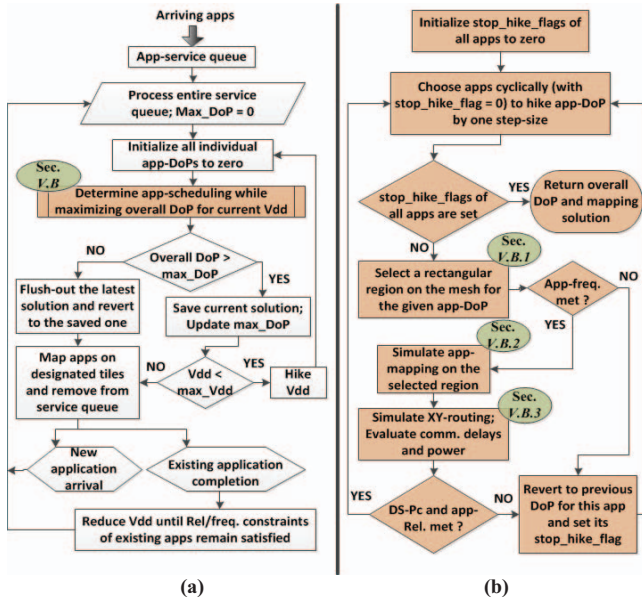 Arriving apps
App-service queue
Process entire service
queue; Max_DoP = 0
Initialize all individual
app-DoPs to zero
Sec.
V.B
Determine app-scheduling while
maximizing overall DoP for current Vdd
NO
Overall DoP >
max_DoP
YES
Flush-out the latest
solution and revert
to the saved one
Save current solution;
Update max_DoP
Map apps on
designated tiles
and remove from
service queue
NO
Vdd <
max_Vdd
YES
Hike
Vdd
New
application
arrival
Existing application
completion
Reduce Vdd until Rel/freq. constraints
of existing apps remain satisfied
(a)
Initialize stop_hike_flags of
all apps to zero
Choose apps cyclically (with
stop_hike_flag = 0) to hike app-DoP
by one step-size
stop_hike_flags of
all apps are set
YES
Return overall
DoP and mapping
solution
NO
Sec.
V.B.1
Select a rectangular
region on the mesh for
the given app-DoP
App-freq.
met ?
NO
YES
Sec.
V.B.2
Simulate app-
mapping on the
selected region
Sec.
V.B.3
Simulate XY-routing;
Evaluate comm. delays
and power
YES
DS-Pc and app-
Rel. met ?
NO
Revert to previous
DoP for this app
and set its
stop_hike_flag
(b)